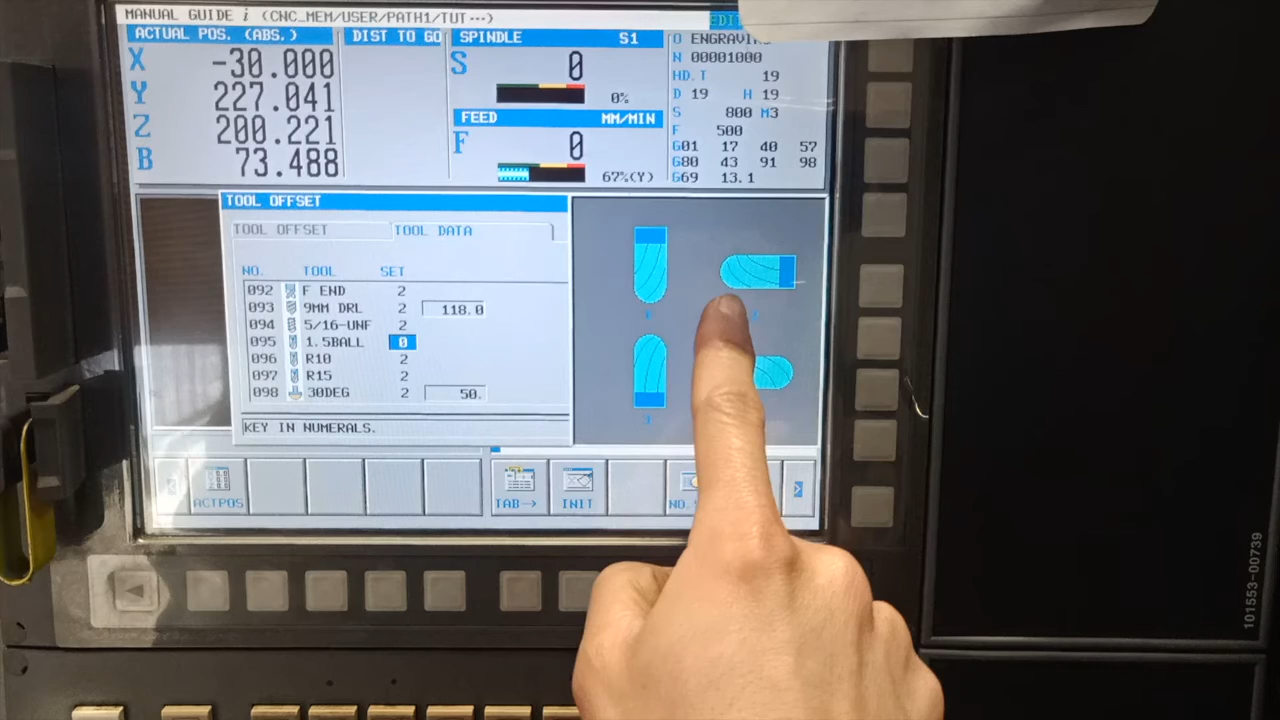 MANUAL GUIDE i (CNC_MEM/USER/PATH1/TUT···)
EDIT
ACTUAL POS. (ABS.)
DIST TO GO
X -30.000
Y 227.041
Z 200.221
B 73.488
SPINDLE S1
S 0
0%
FEED MM/MIN
F 0
67%(Y)
O ENGRAVI
N 00001000
HD.T 19
D 19 H 19
S 800 M3
F 500
G01 17 40 57
G80 43 91 98
G69 13.1
TOOL OFFSET
TOOL OFFSET TOOL DATA
NO. TOOL SET
092 F END 2
093 9MM DRL 2 118.0
094 5/16-UNF 2
095 1.5BALL 0
096 R10 2
097 R15 2
098 30DEG 2 50.
KEY IN NUMERALS.
1
3
< ACTPOS
TAB→ INIT NO. >
101553-00739